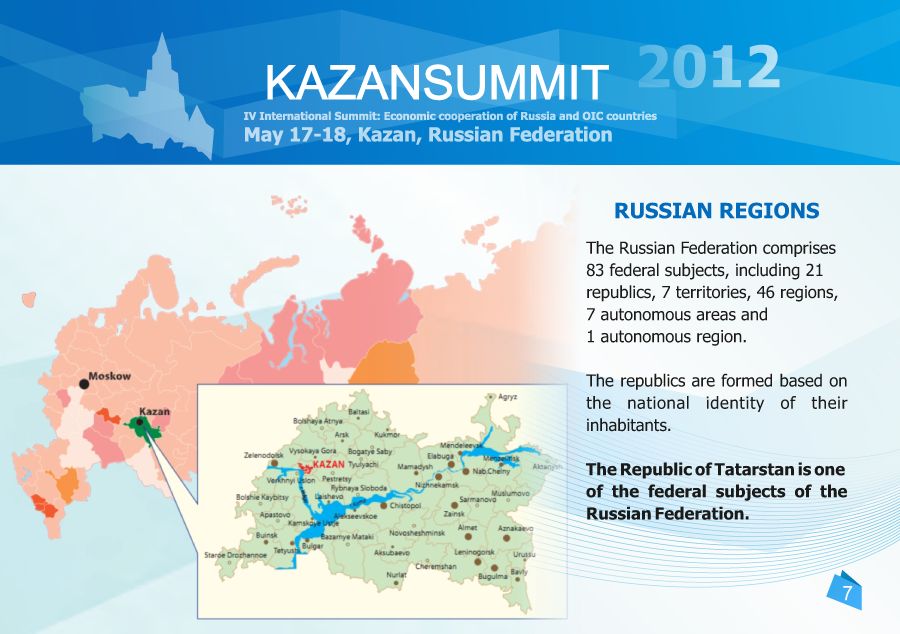 KAZANSUMMIT 2012
IV International Summit: Economic cooperation of Russia and OIC countries
May 17-18, Kazan, Russian Federation
RUSSIAN REGIONS
The Russian Federation comprises
83 federal subjects, including 21
republics, 7 territories, 46 regions,
7 autonomous areas and
1 autonomous region.
The republics are formed based on
the national identity of their
inhabitants.
The Republic of Tatarstan is one
of the federal subjects of the
Russian Federation.
Moskow
Kazan
Agryz
Baltasi
Bolshaya Atnya
Arsk
Kukmor
Mendeleevsk
Zelenodolsk
Vysokaya Gora
Bogatye Saby
Elabuga
Menzelinsk
Aktanysh
KAZAN
Tyulyachi
Mamadysh
Nab.Chelny
Verkhnyi Uslon
Pestretsy
Rybnaya Sloboda
Nizhnekamsk
Bolshie Kaybitsy
Laishevo
Muslumovo
Sarmanovo
Chistopol
Apastovo
Alekseevskoe
Zainsk
Kamskoye Ustje
Buinsk
Bazarnye Mataki
Novosheshminsk
Almet
Aznakaevo
Staroe Drozhannoe
Tetyushi
Bulgar
Aksubaevo
Leninogorsk
Urussu
Cheremshan
Nurlat
Bugulma
Bavly
7